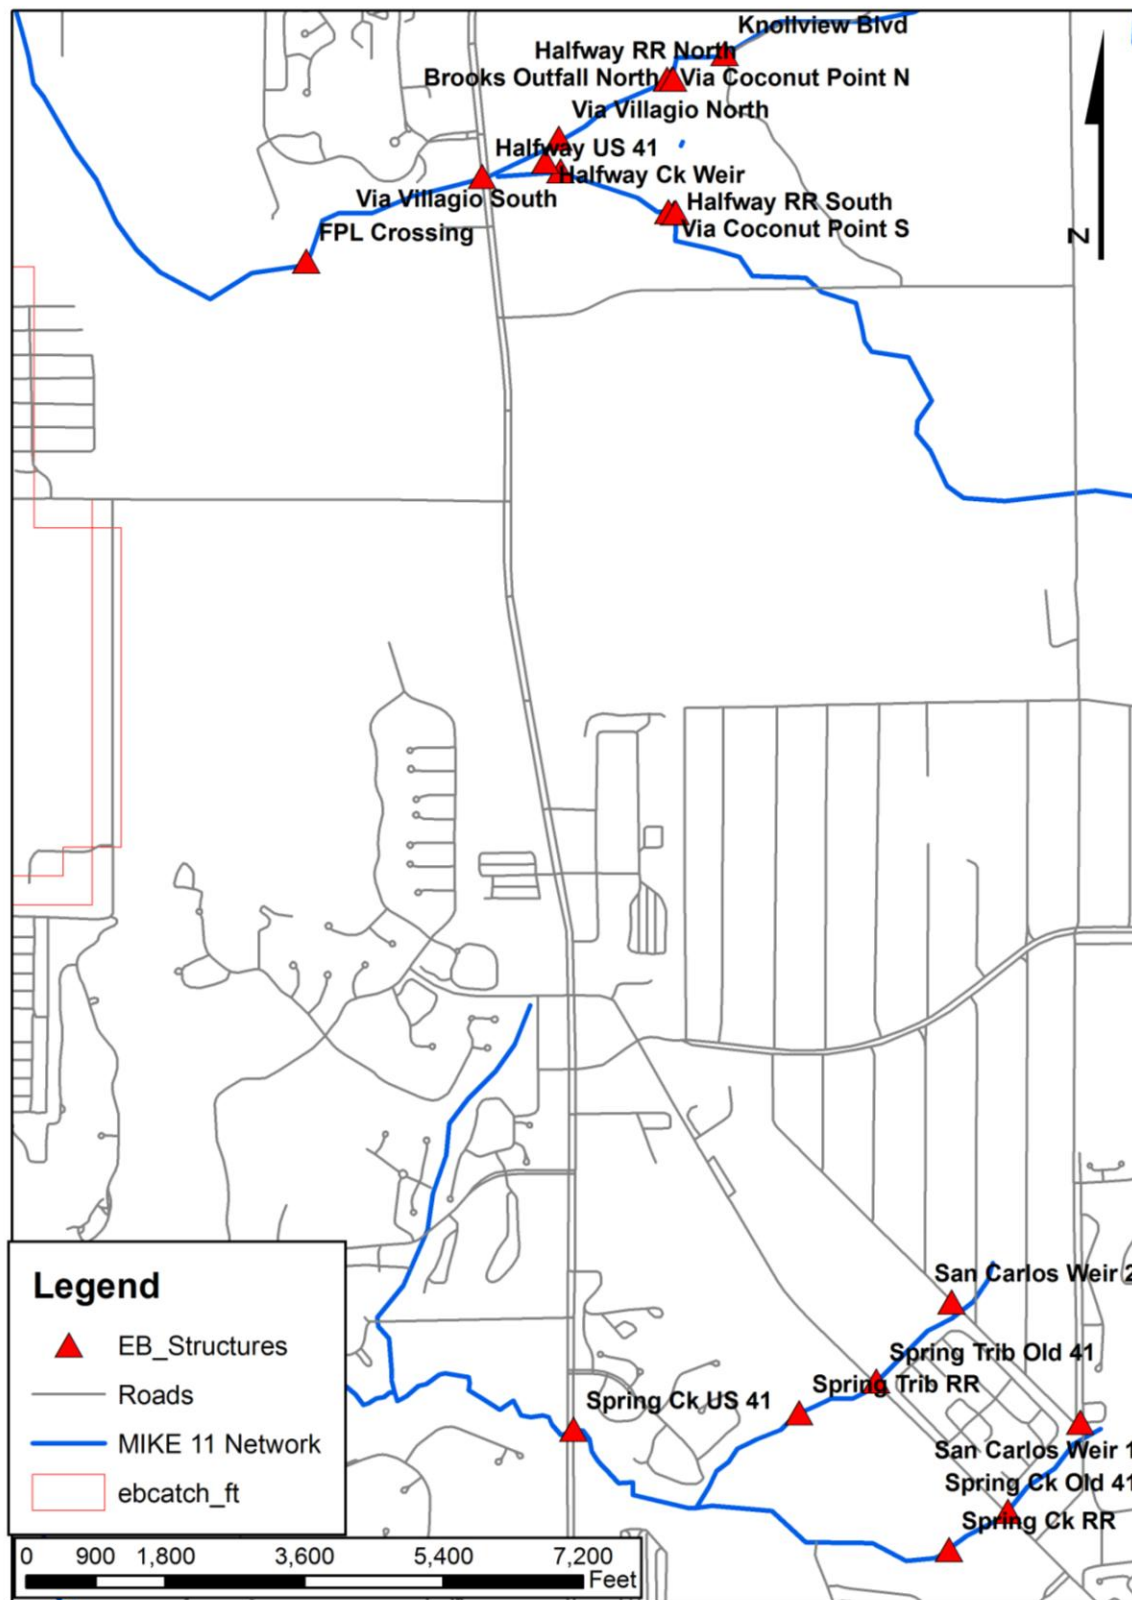 Knollview Blvd
Halfway RR North
Brooks Outfall North
Via Coconut Point N
Via Villagio North
Halfway US 41
Halfway Ck Weir
Via Villagio South
Halfway RR South
FPL Crossing
Via Coconut Point S
N
San Carlos Weir 2
Spring Trib Old 41
Spring Trib RR
Spring Ck US 41
San Carlos Weir 1
Spring Ck Old 41
Spring Ck RR
Legend
EB_Structures
Roads
MIKE 11 Network
ebcatch_ft
0 900 1,800 3,600 5,400 7,200
Feet